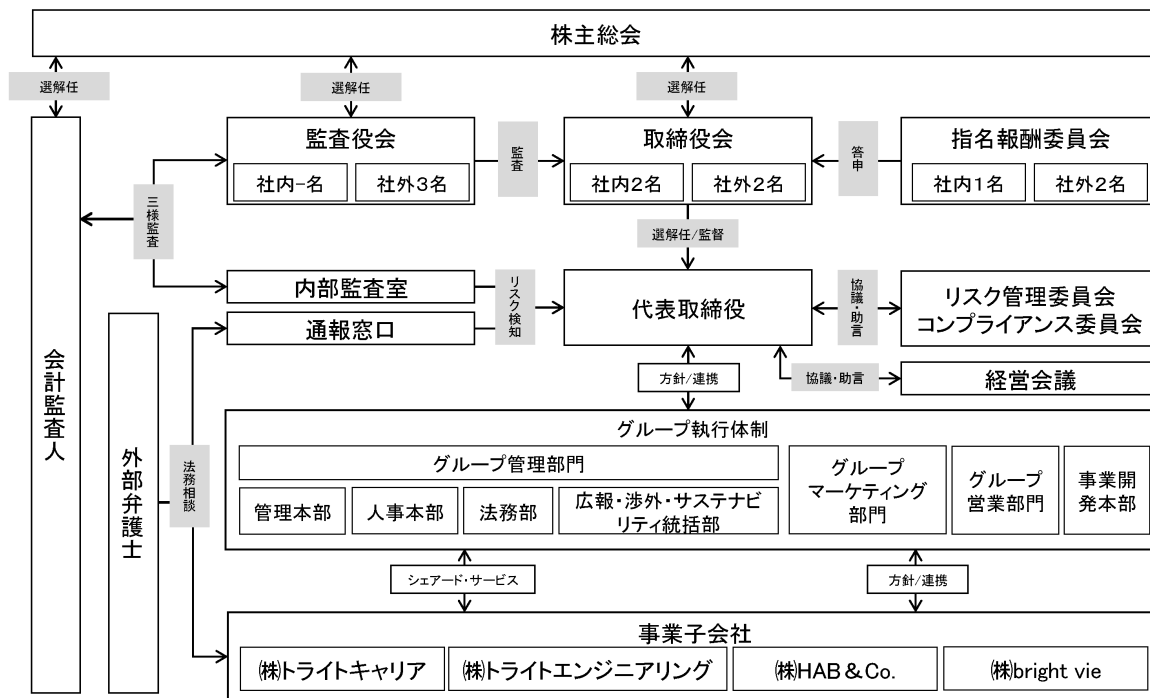 株主総会
選解任
選解任
選解任
監査役会
社内-名
社外3名
監査
取締役会
社内2名
社外2名
答申
指名報酬委員会
社内1名
社外2名
三様監査
選解任/監督
内部監査室
通報窓口
リスク検知
代表取締役
協議・助言
リスク管理委員会
コンプライアンス委員会
方針/連携
協議・助言
経営会議
会計監査人
外部弁護士
法務相談
グループ執行体制
グループ管理部門
管理本部
人事本部
法務部
広報・渉外・サステナビ
リティ統括部
グループ
マーケティング
部門
グループ
営業部門
事業開
発本部
シェアード・サービス
方針/連携
事業子会社
㈱トライトキャリア
㈱トライトエンジニアリング
㈱HAB&Co.
㈱bright vie